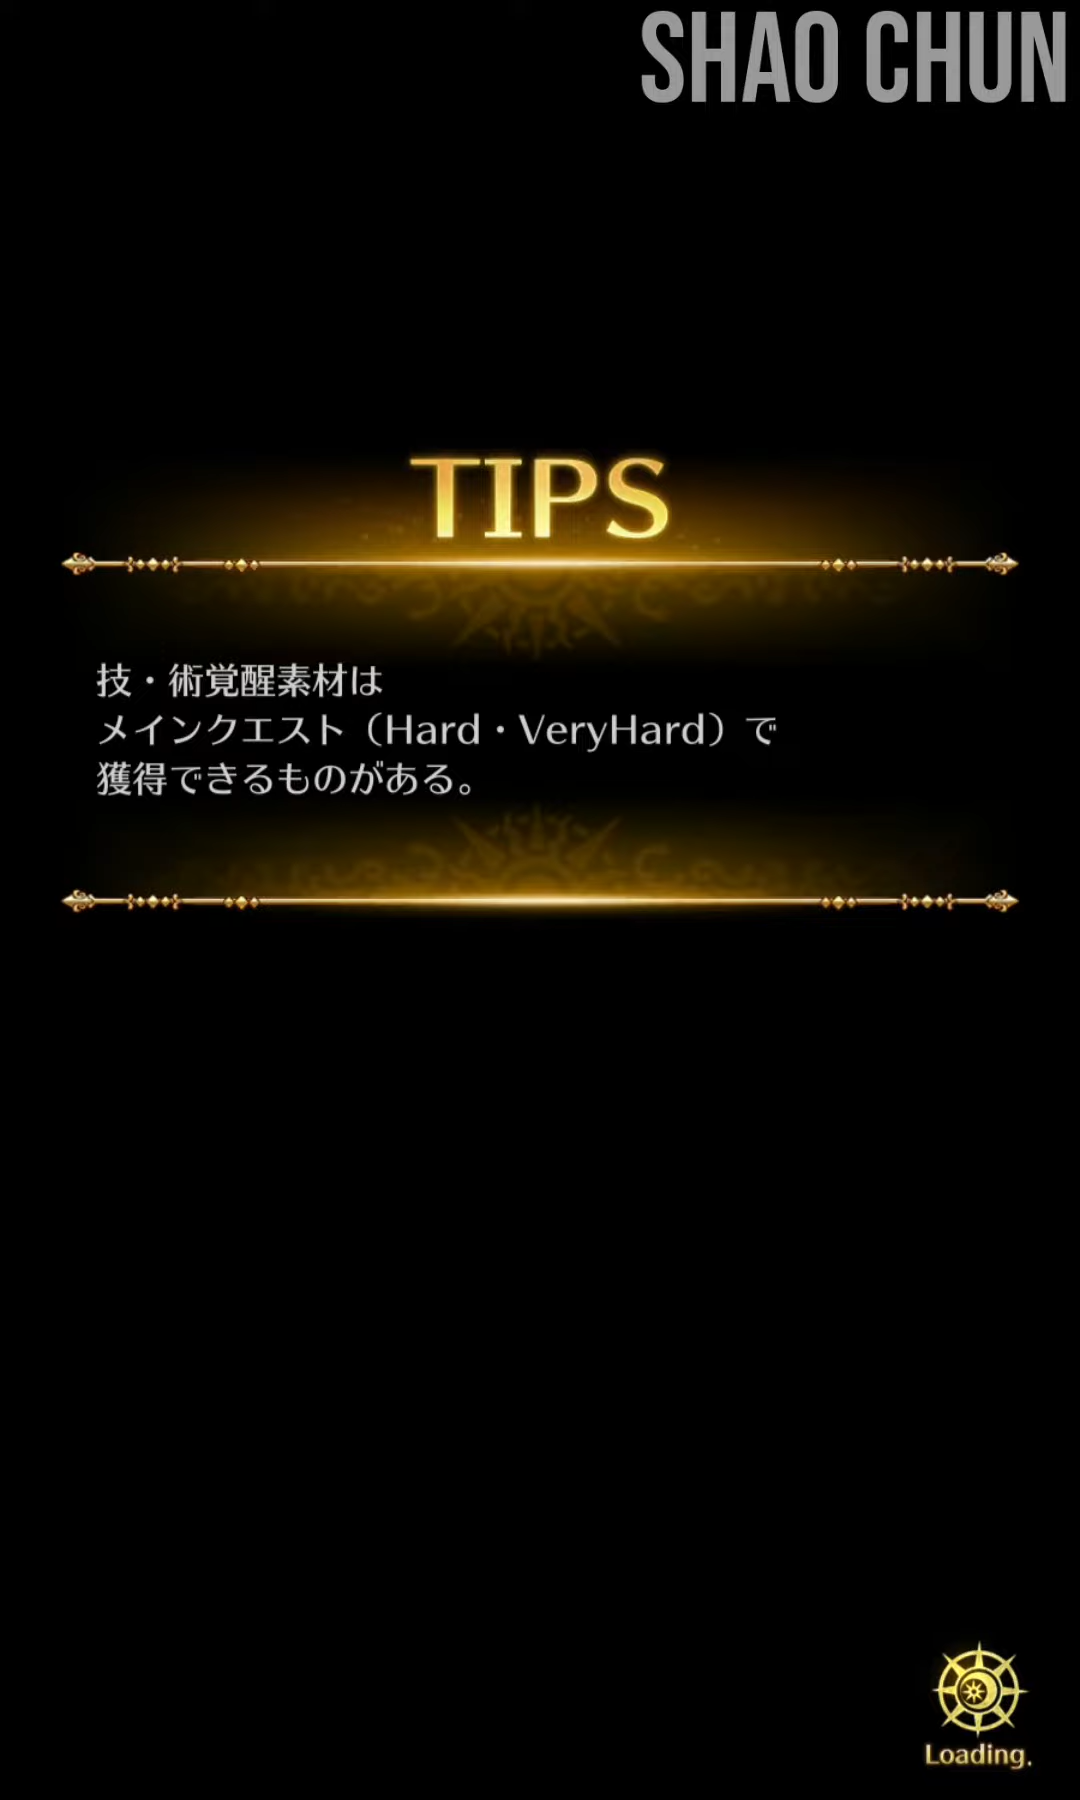 SHAO CHUN
TIPS
技・術覚醒素材は
メインクエスト（Hard・VeryHard）で
獲得できるものがある。
Loading.